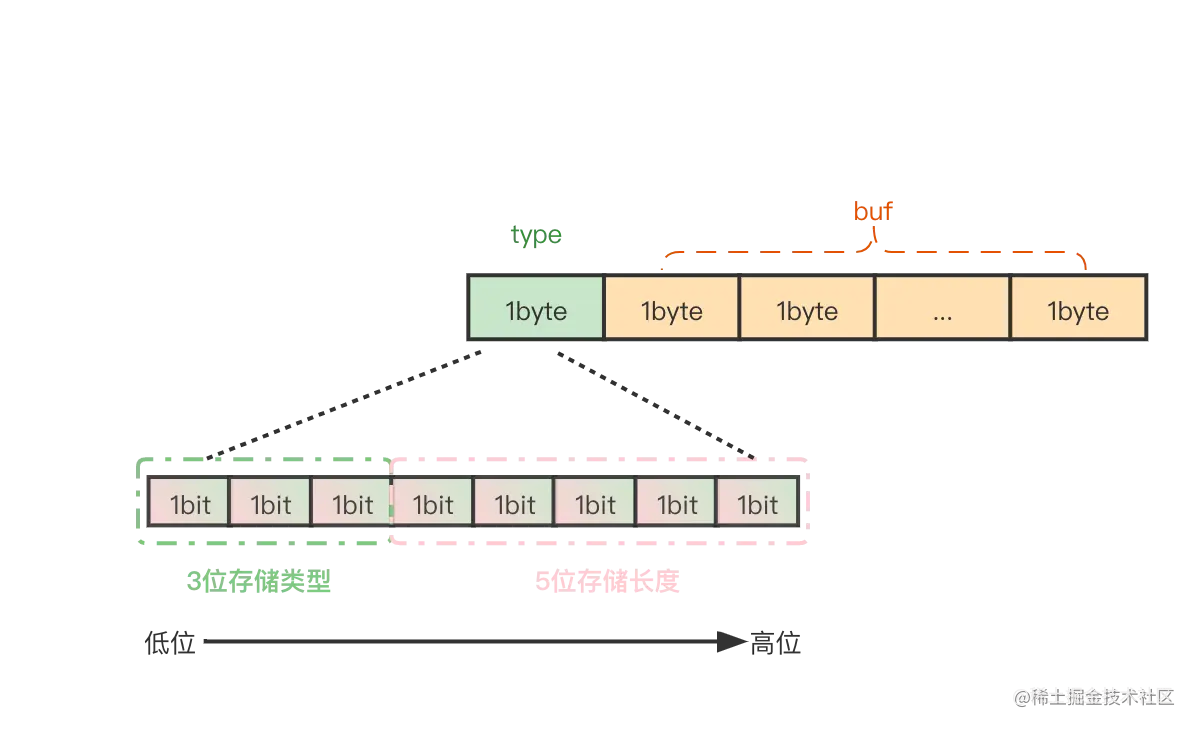 buf
type
1byte 1byte 1byte ... 1byte
1bit 1bit 1bit 1bit 1bit 1bit 1bit 1bit
3位存储类型 5位存储长度
低位 高位
@稀土掘金技术社区